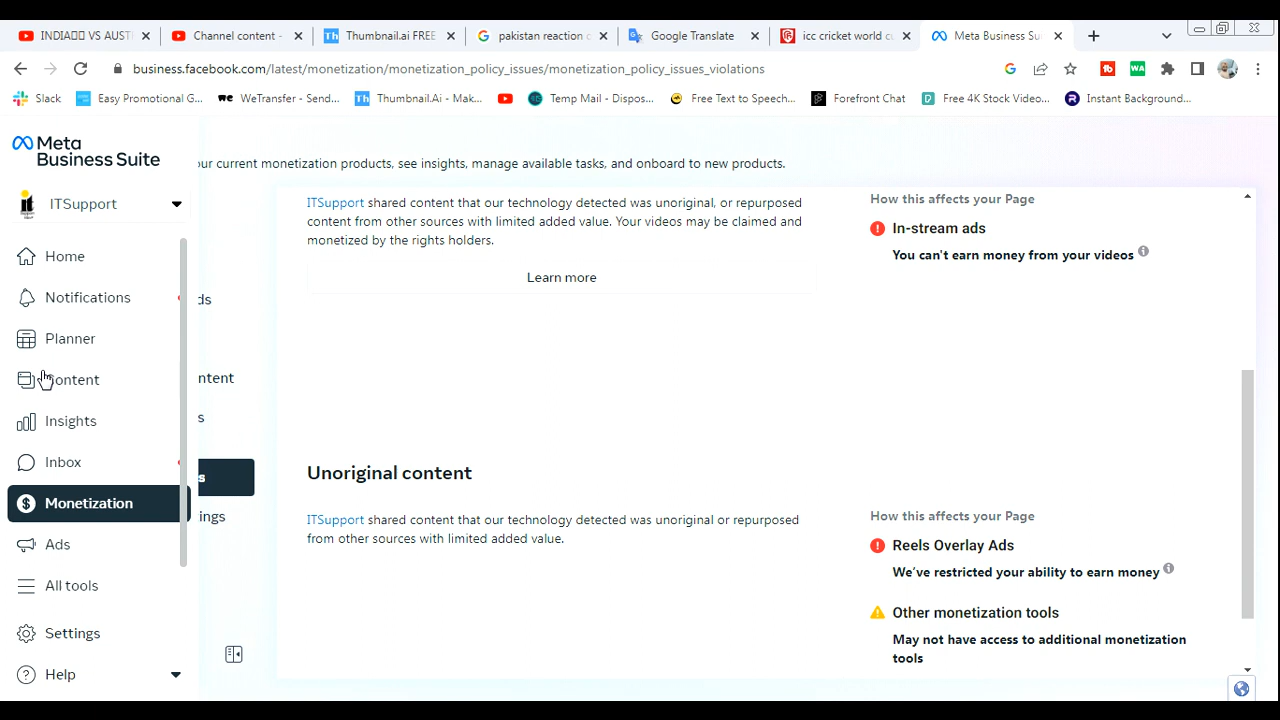 INDIA VS AUST
Channel content -
Thumbnail.ai FREE
pakistan reaction o
Google Translate
icc cricket world cu
Meta Business Sui
business.facebook.com/latest/monetization/monetization_policy_issues/monetization_policy_issues_violations
Slack
Easy Promotional G...
WeTransfer - Send...
Thumbnail.Ai - Mak...
Temp Mail - Dispos...
Free Text to Speech...
Forefront Chat
Free 4K Stock Video...
Instant Background...
Meta
Business Suite
our current monetization products, see insights, manage available tasks, and onboard to new products.
ITSupport
Home
Notifications
Planner
Content
Insights
Inbox
Monetization
Ads
All tools
Settings
Help
ds
ntent
s
s
ings
ITSupport shared content that our technology detected was unoriginal, or repurposed
content from other sources with limited added value. Your videos may be claimed and
monetized by the rights holders.
Learn more
How this affects your Page
In-stream ads
You can't earn money from your videos
Unoriginal content
ITSupport shared content that our technology detected was unoriginal or repurposed
from other sources with limited added value.
How this affects your Page
Reels Overlay Ads
We've restricted your ability to earn money
Other monetization tools
May not have access to additional monetization
tools